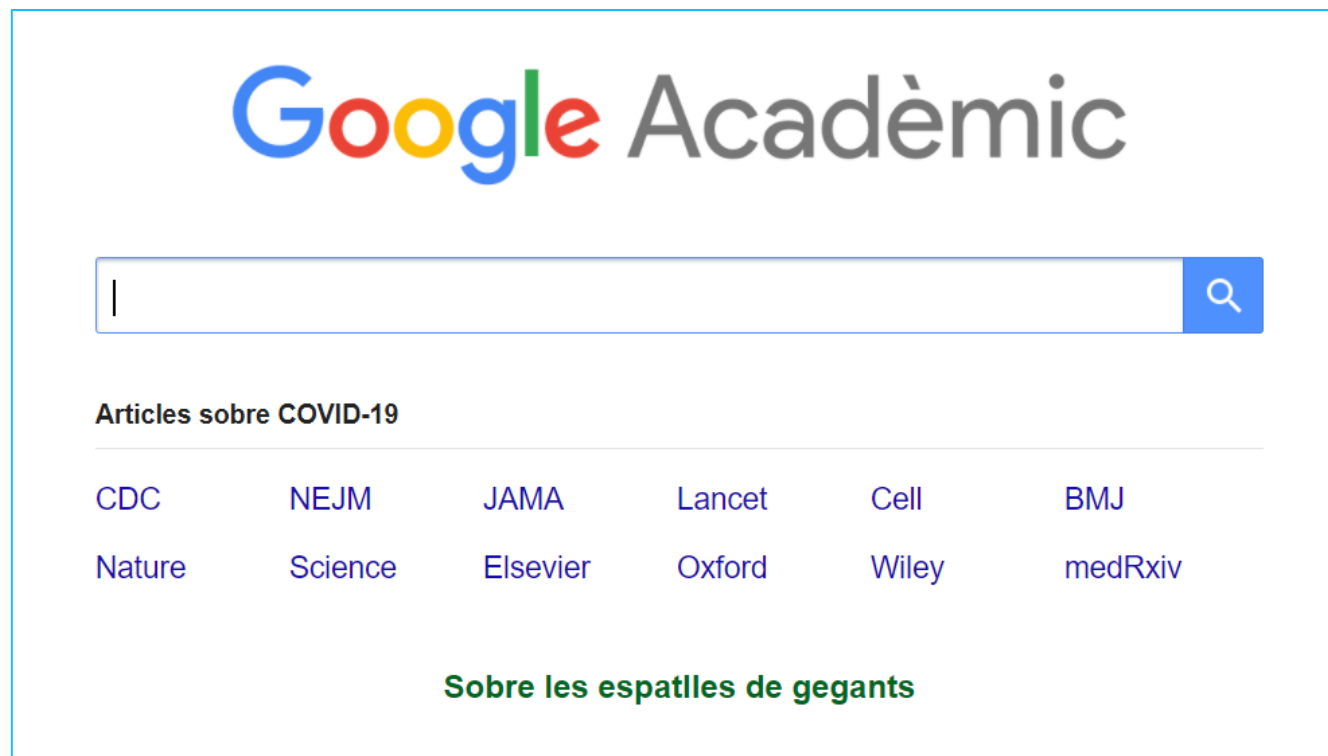 Google Acadèmic
Articles sobre COVID-19
CDC NEJM JAMA Lancet Cell BMJ
Nature Science Elsevier Oxford Wiley medRxiv
Sobre les espatlles de gegants